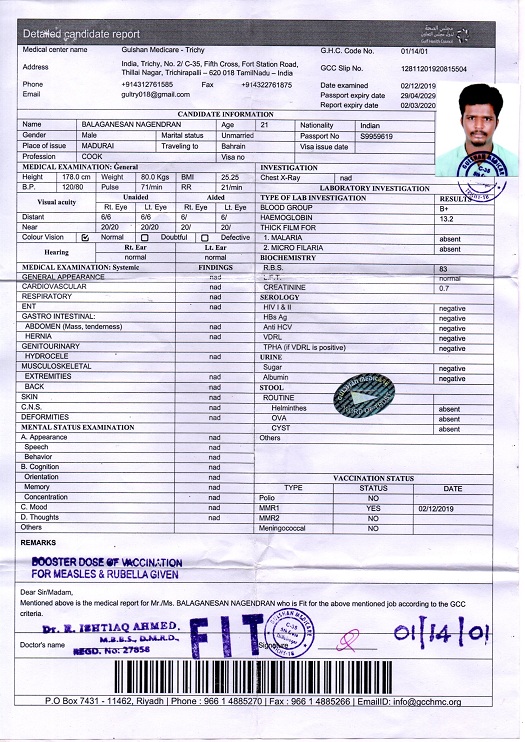 Detailed candidate report
مجلس الصحة
Gulf Health Council
Medical center name Gulshan Medicare - Trichy G.H.C. Code No. 01/14/01
Address India, Trichy, No. 2/ C-35, Fifth Cross, Fort Station Road, Thillai Nagar, Trichirapalli – 620 018 TamilNadu – India GCC Slip No. 12811201920815504
Phone +914312761585 Fax +914322761875 Date examined 02/12/2019
Email gultry018@gmail.com Passport expiry date 29/04/2029
Report expiry date 02/03/2020
CANDIDATE INFORMATION
Name BALAGANESAN NAGENDRAN Age 21 Nationality Indian
Gender Male Marital status Unmarried Passport No S9959619
Place of issue MADURAI Traveling to Bahrain Visa issue date
Profession COOK Visa no
MEDICAL EXAMINATION: General INVESTIGATION
Height 178.0 cm Weight 80.0 Kgs BMI 25.25 Chest X-Ray nad
B.P. 120/80 Pulse 71/min RR 21/min LABORATORY INVESTIGATION
Visual acuity Unaided Aided TYPE OF LAB INVESTIGATION RESULTS
Rt. Eye Lt. Eye Rt. Eye Lt. Eye BLOOD GROUP B+
Distant 6/6 6/6 6/ 6/ HAEMOGLOBIN 13.2
Near 20/20 20/20 20/ 20/ THICK FILM FOR
Colour Vision Normal Doubtful Defective 1. MALARIA absent
Hearing Rt. Ear Lt. Ear 2. MICRO FILARIA absent
normal normal BIOCHEMISTRY
MEDICAL EXAMINATION: Systemic FINDINGS R.B.S. 83
GENERAL APPEARANCE nad L.F.T. normal
CARDIOVASCULAR nad CREATININE 0.7
RESPIRATORY nad SEROLOGY
ENT nad HIV I & II negative
GASTRO INTESTINAL: HBs Ag negative
ABDOMEN (Mass, tenderness) nad Anti HCV negative
HERNIA nad VDRL negative
GENITOURINARY TPHA (if VDRL is positive) negative
HYDROCELE nad URINE
MUSCULOSKELETAL Sugar negative
EXTREMITIES nad Albumin negative
BACK nad STOOL
SKIN nad ROUTINE
C.N.S. nad Helminthes absent
DEFORMITIES nad OVA absent
MENTAL STATUS EXAMINATION CYST absent
A. Appearance nad Others
Speech nad
Behavior nad
B. Cognition nad
Orientation nad VACCINATION STATUS
Memory nad TYPE STATUS DATE
Concentration nad Polio NO
C. Mood nad MMR1 YES 02/12/2019
D. Thoughts nad MMR2 NO
Others Meningococcal NO
REMARKS
BOOSTER DOSE OF VACCINATION
FOR MEASLES & RUBELLA GIVEN
Dear Sir/Madam,
Mentioned above is the medical report for Mr./Ms. BALAGANESAN NAGENDRAN who is Fit for the above mentioned job according to the GCC
criteria.
Dr. R. ISHTIAQ AHMED.
M.B.B.S., D.M.R.D.,
Doctor's name REGD. No: 27856 FIT Signature 01/14/01
GULSHAN MEDICARE
C-35
P.O Box 7431 - 11462, Riyadh | Phone : 966 1 4885270 | Fax : 966 1 4885266 | EmailID: info@gcchmc.org